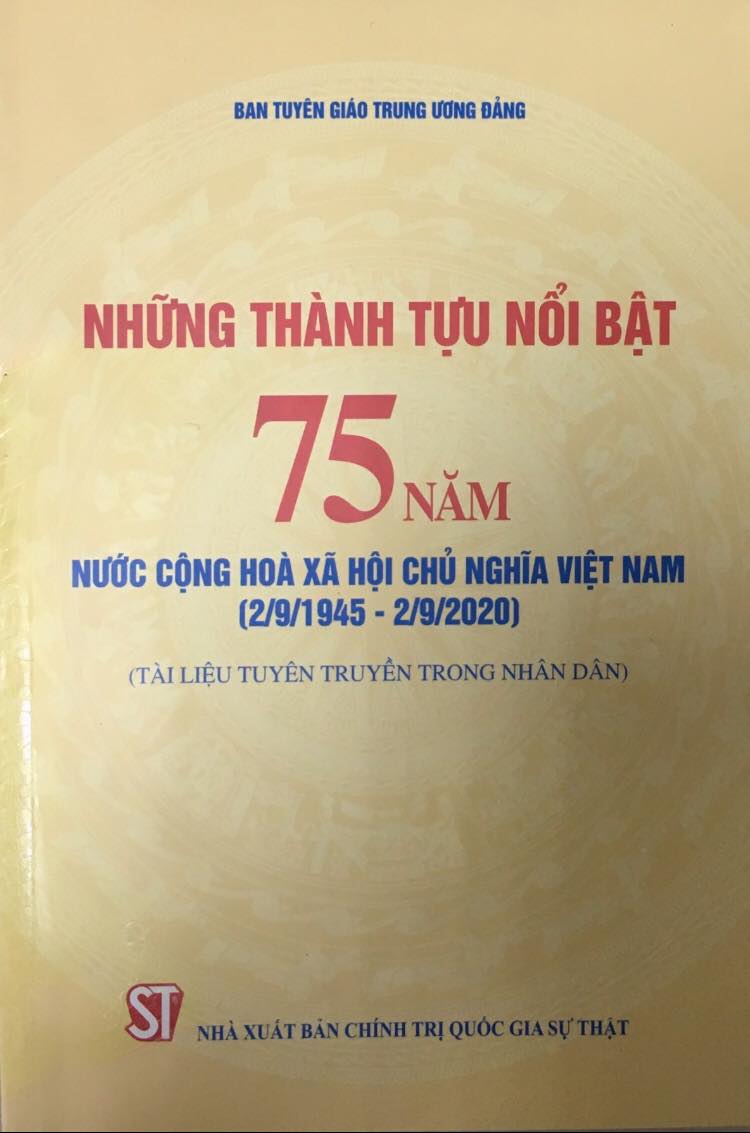 BAN TUYÊN GIÁO TRUNG ƯƠNG ĐẢNG
NHỮNG THÀNH TỰU NỔI BẬT
75 NĂM
NƯỚC CỘNG HOÀ XÃ HỘI CHỦ NGHĨA VIỆT NAM
(2/9/1945 - 2/9/2020)
(TÀI LIỆU TUYÊN TRUYỀN TRONG NHÂN DÂN)
ST NHÀ XUẤT BẢN CHÍNH TRỊ QUỐC GIA SỰ THẬT